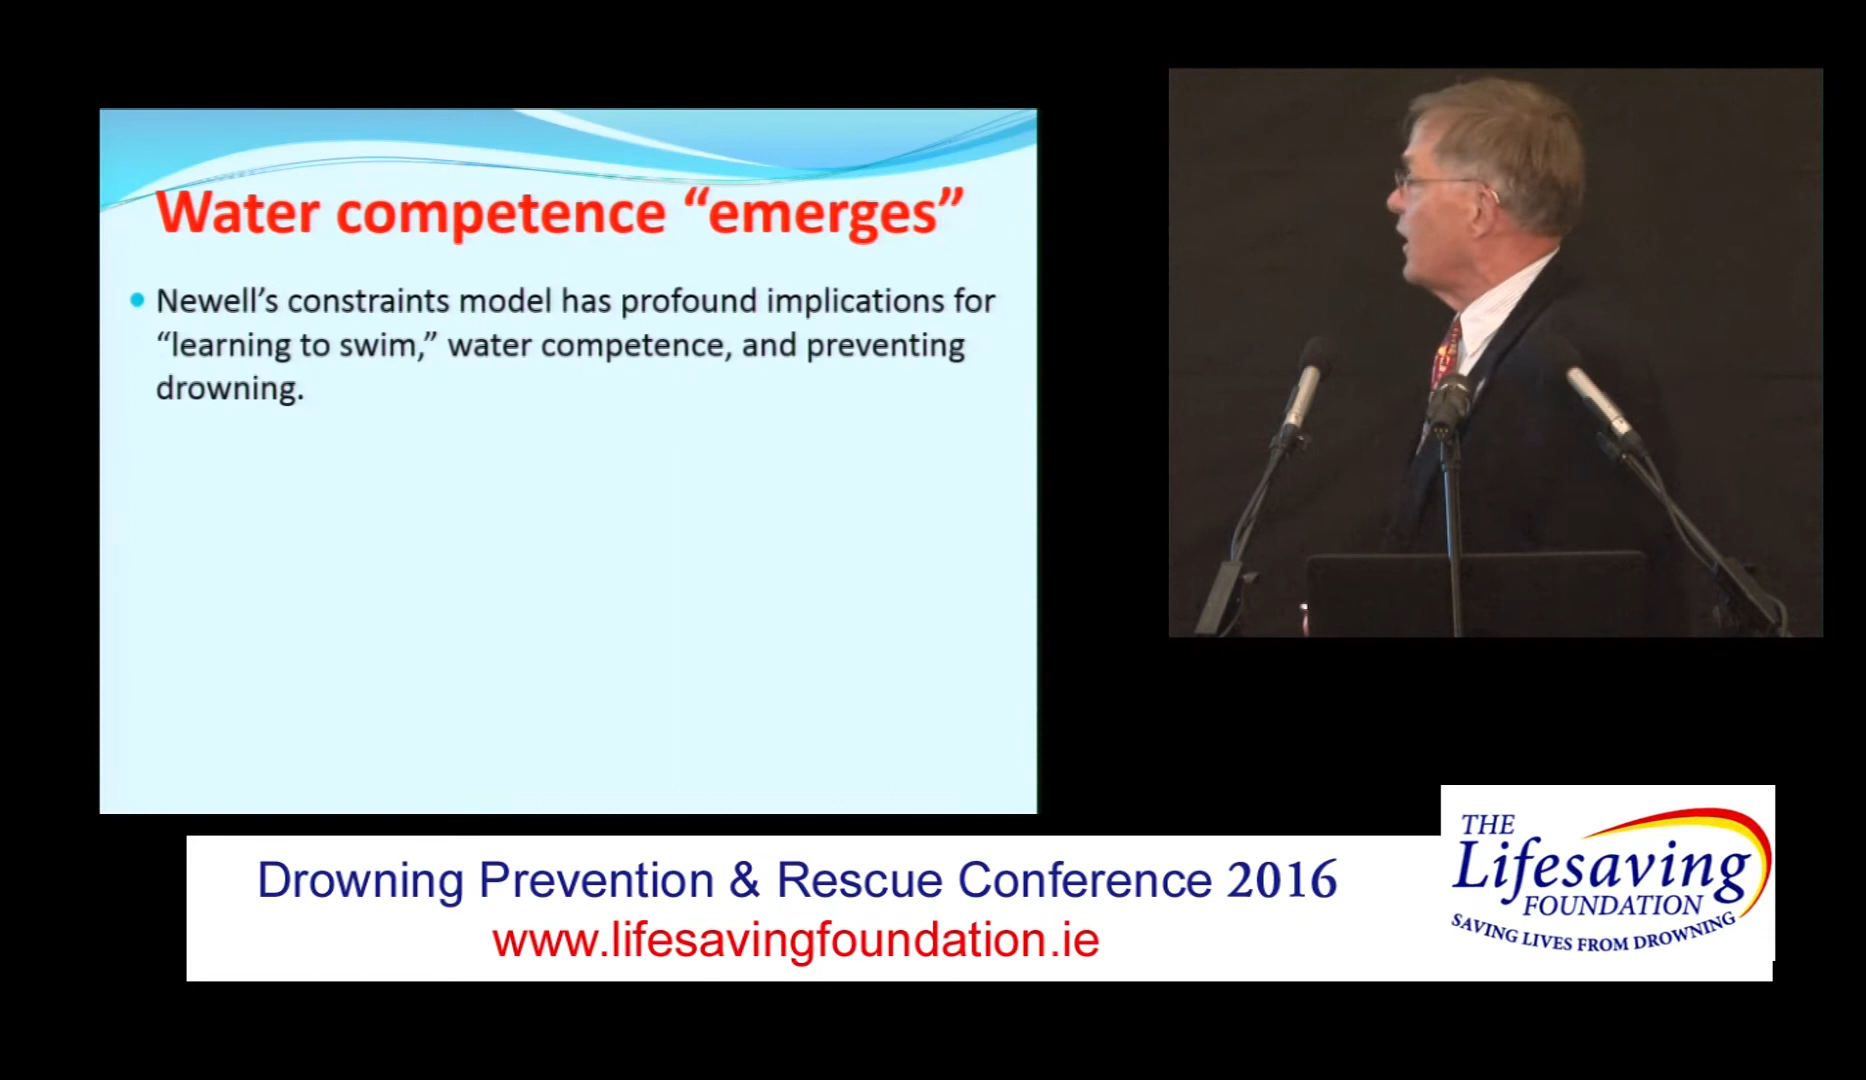 Water competence “emerges”
Newell’s constraints model has profound implications for
“learning to swim,” water competence, and preventing
drowning.
Drowning Prevention & Rescue Conference 2016
www.lifesavingfoundation.ie
THE
Lifesaving
FOUNDATION
SAVING LIVES FROM DROWNING